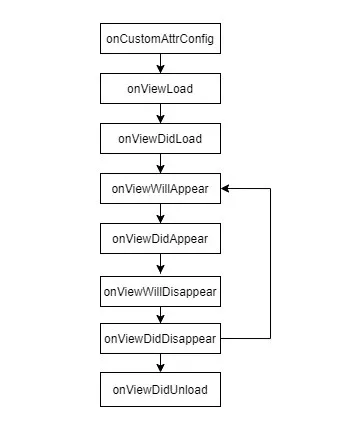 onCustomAttrConfig
onViewLoad
onViewDidLoad
onViewWillAppear
onViewDidAppear
onViewWillDisappear
onViewDidDisappear
onViewDidUnload